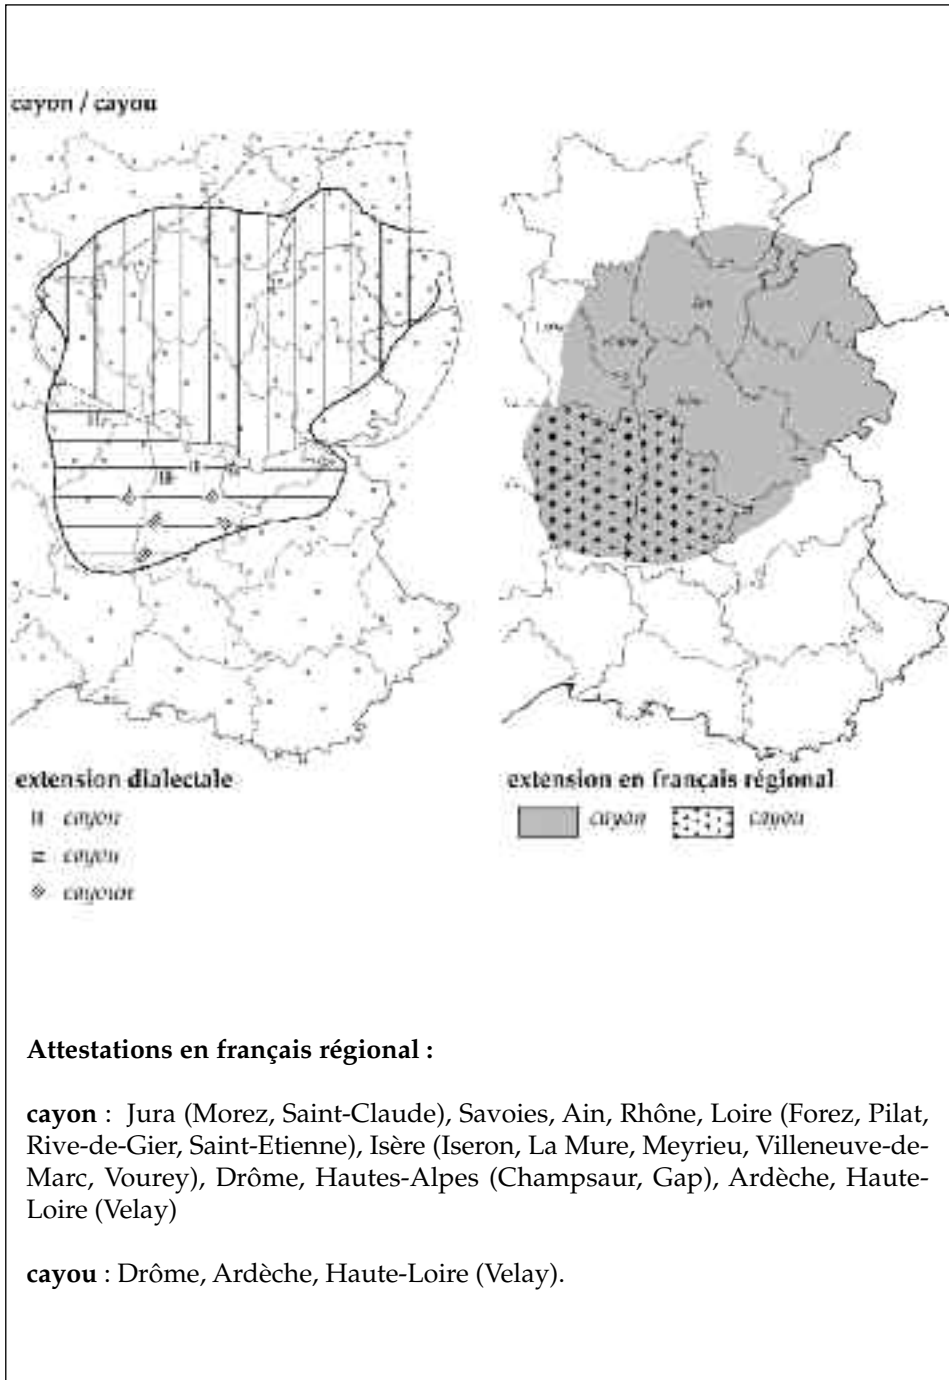 cayon / cayou
extension dialectale
cayon
cayou
extension en français régional
cayon cayou
Attestations en français régional :
cayon : Jura (Morez, Saint-Claude), Savoies, Ain, Rhône, Loire (Forez, Pilat,
Rive-de-Gier, Saint-Etienne), Isère (Iseron, La Mure, Meyrieu, Villeneuve-de-
Marc, Vourey), Drôme, Hautes-Alpes (Champsaur, Gap), Ardèche, Haute-
Loire (Velay)
cayou : Drôme, Ardèche, Haute-Loire (Velay).